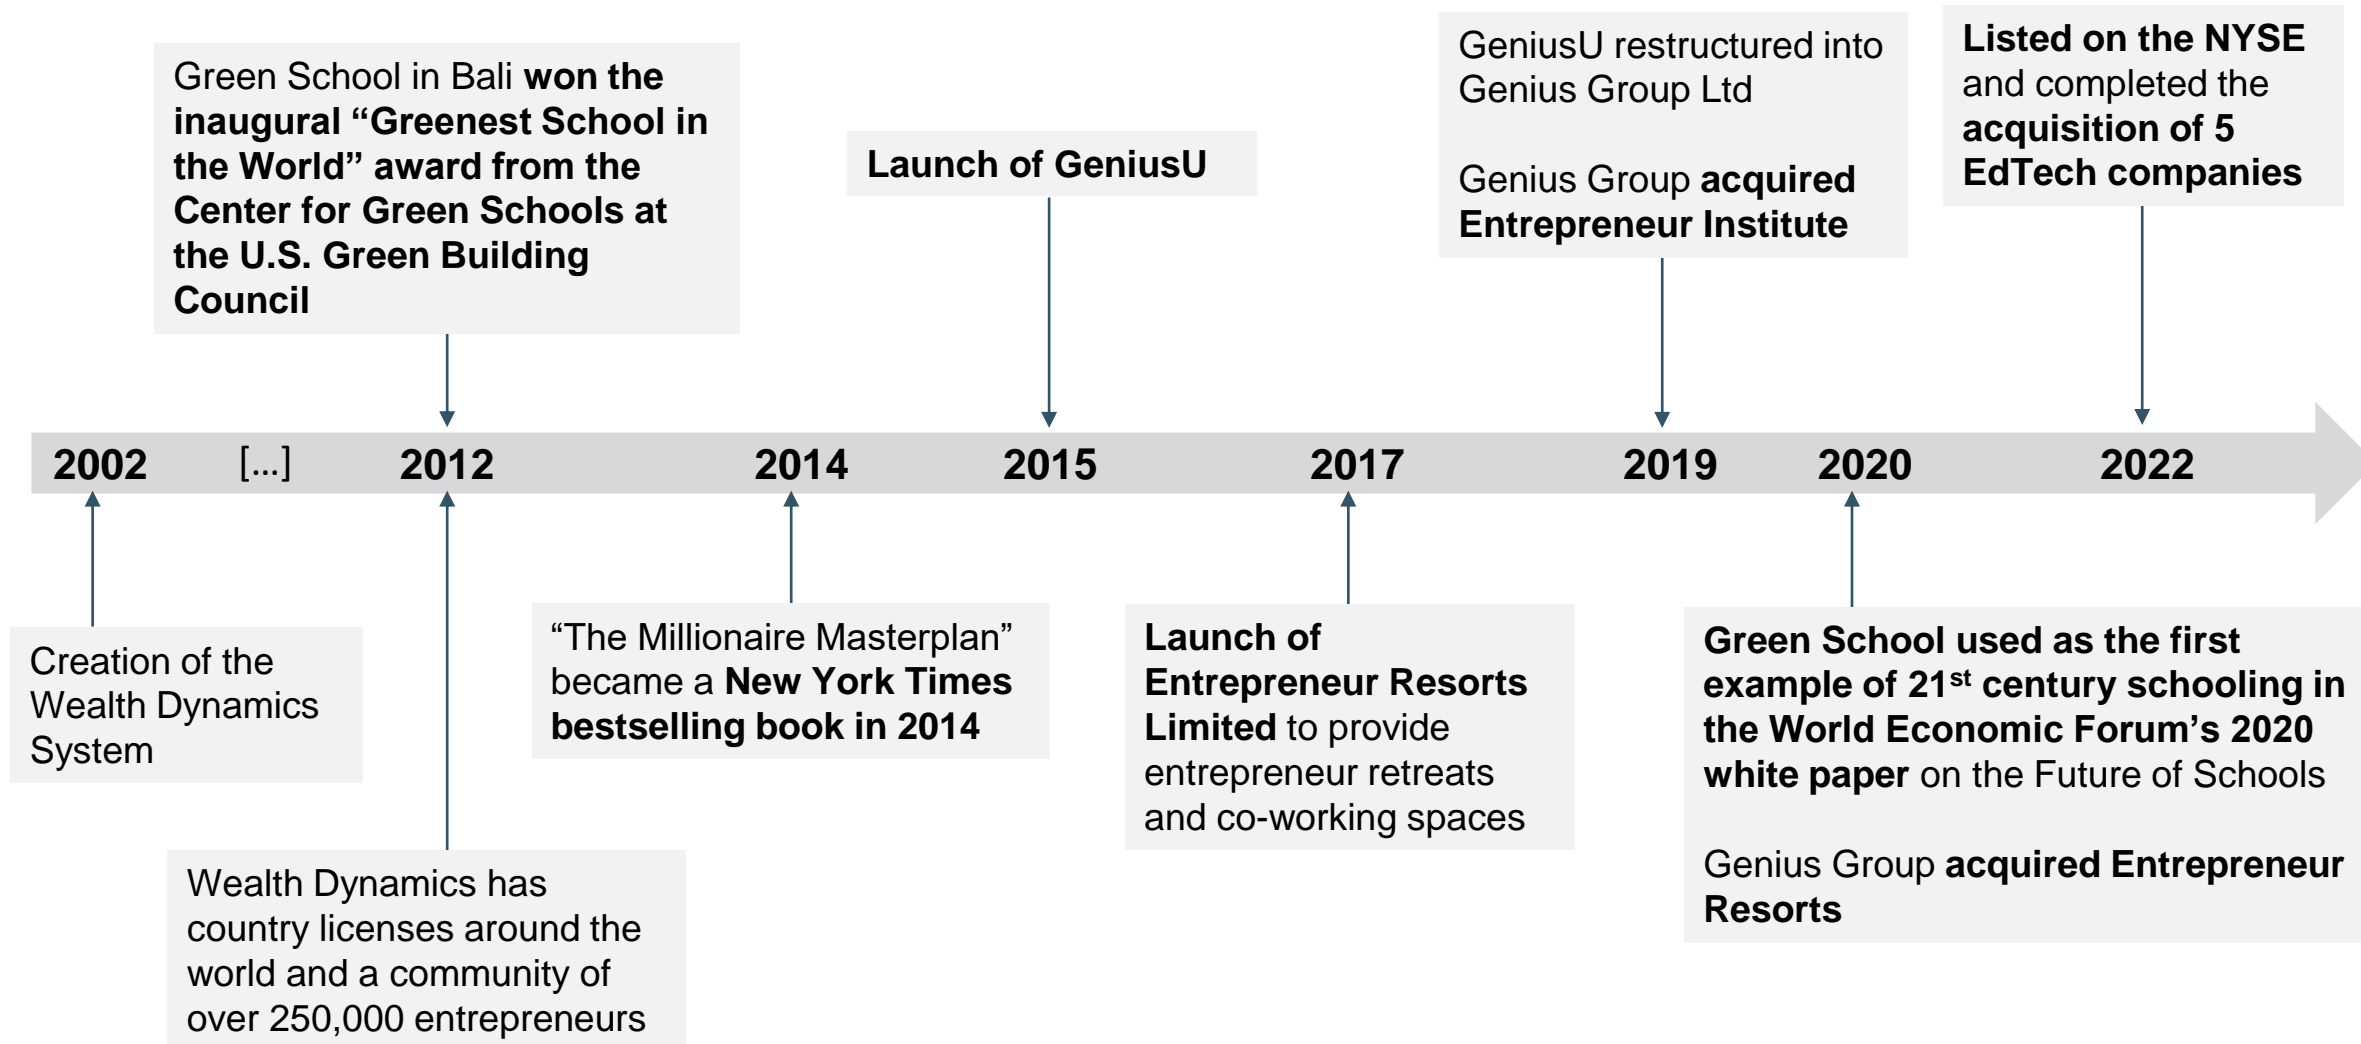 Green School in Bali won the
inaugural “Greenest School in
the World” award from the
Center for Green Schools at
the U.S. Green Building
Council
Launch of GeniusU
GeniusU restructured into
Genius Group Ltd
Genius Group acquired
Entrepreneur Institute
Listed on the NYSE
and completed the
acquisition of 5
EdTech companies
2002 [...] 2012 2014 2015 2017 2019 2020 2022
Creation of the
Wealth Dynamics
System
Wealth Dynamics has
country licenses around the
world and a community of
over 250,000 entrepreneurs
“The Millionaire Masterplan”
became a New York Times
bestselling book in 2014
Launch of
Entrepreneur Resorts
Limited to provide
entrepreneur retreats
and co-working spaces
Green School used as the first
example of 21st century schooling in
the World Economic Forum’s 2020
white paper on the Future of Schools
Genius Group acquired Entrepreneur
Resorts